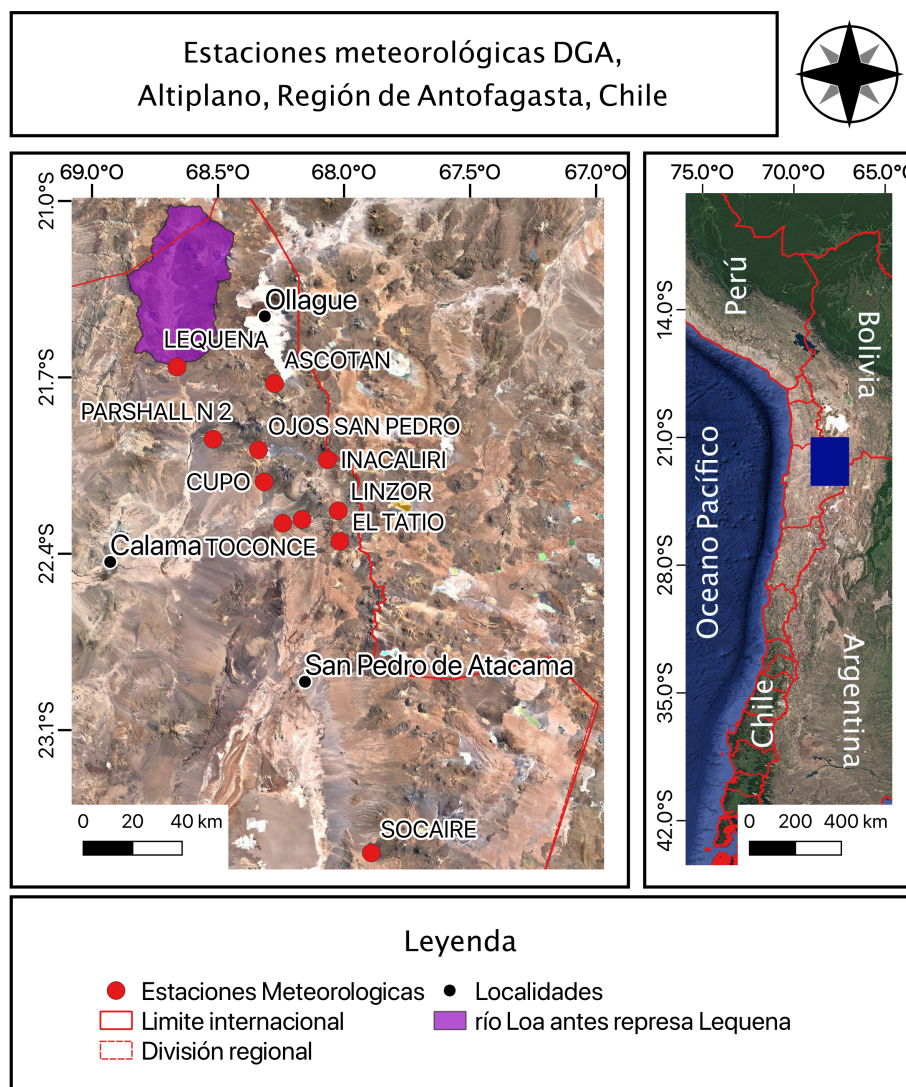 Estaciones meteorológicas DGA,
Altiplano, Región de Antofagasta, Chile
69.0°O 68.5°O 68.0°O 67.5°O 67.0°O
21.0°S
21.7°S
22.4°S
23.1°S
Ollague
LEQUENA
ASCOTAN
PARSHALL N 2
OJOS SAN PEDRO
INACALIRI
CUPO
LINZOR
EL TATIO
Calama
TOCONCE
San Pedro de Atacama
SOCAIRE
0 20 40 km
75.0°O 70.0°O 65.0°O
14.0°S
21.0°S
28.0°S
35.0°S
42.0°S
Perú
Bolivia
Oceano Pacífico
Chile
Argentina
0 200 400 km
Leyenda
Estaciones Meteorologicas
Localidades
Limite internacional
río Loa antes represa Lequena
División regional